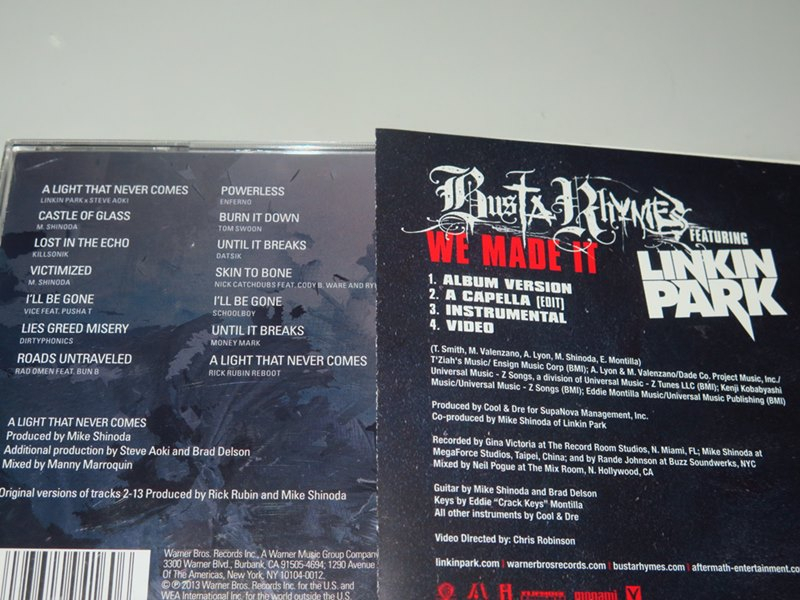 A LIGHT THAT NEVER COMES
LINKIN PARK x STEVE AOKI
CASTLE OF GLASS
M. SHINODA
LOST IN THE ECHO
KILLSONIK
VICTIMIZED
M. SHINODA
I'LL BE GONE
VICE FEAT. PUSHA T
LIES GREED MISERY
DIRTYPHONICS
ROADS UNTRAVELED
RAD OMEN FEAT. BUN B
POWERLESS
ENFERNO
BURN IT DOWN
TOM SWOON
UNTIL IT BREAKS
DATSIK
SKIN TO BONE
NICK CATCHDUBS FEAT. CODY B. WARE AND
I'LL BE GONE
SCHOOLBOY
UNTIL IT BREAKS
MONEY MARK
A LIGHT THAT NEVER COMES
RICK RUBIN REBOOT
A LIGHT THAT NEVER COMES
Produced by Mike Shinoda
Additional production by Steve Aoki and Brad Delson
Mixed by Manny Marroquin
Original versions of tracks 2-13 Produced by Rick Rubin and Mike Shinoda
Warner Bros. Records Inc., A Warner Music Group Company
3300 Warner Blvd., Burbank, CA 91505-4694; 1290 Avenue
Of The Americas, New York, NY 10104-0012.
℗ © 2013 Warner Bros. Records Inc. for the U.S. and
WEA International Inc. for the world outside the U.S.
BUSTA RHYMES
FEATURING
WE MADE IT
LINKIN
PARK
1. ALBUM VERSION
2. A CAPELLA [EDIT]
3. INSTRUMENTAL
4. VIDEO
(T. Smith, M. Valenzano, A. Lyon, M. Shinoda, E. Montilla)
T'Ziah's Music/ Ensign Music Corp (BMI); A. Lyon & M. Valenzano/Dade Co. Project Music, Inc./
Universal Music - Z Songs, a division of Universal Music - Z Tunes LLC (BMI); Kenji Kobabyashi
Music/Universal Music - Z Songs (BMI); Eddie Montilla Music/Universal Music Publishing (BMI)
Produced by Cool & Dre for SupaNova Management, Inc.
Co-produced by Mike Shinoda of Linkin Park
Recorded by Gina Victoria at The Record Room Studios, N. Miami, FL; Mike Shinoda at
MegaForce Studios, Taipei, China; and by Rande Johnson at Buzz Soundwerks, NYC
Mixed by Neil Pogue at The Mix Room, N. Hollywood, CA
Guitar by Mike Shinoda and Brad Delson
Keys by Eddie "Crack Keys" Montilla
All other instruments by Cool & Dre
Video Directed by: Chris Robinson
linkinpark.com | warnerbrosrecords.com | bustarhymes.com | aftermath-entertainment.co